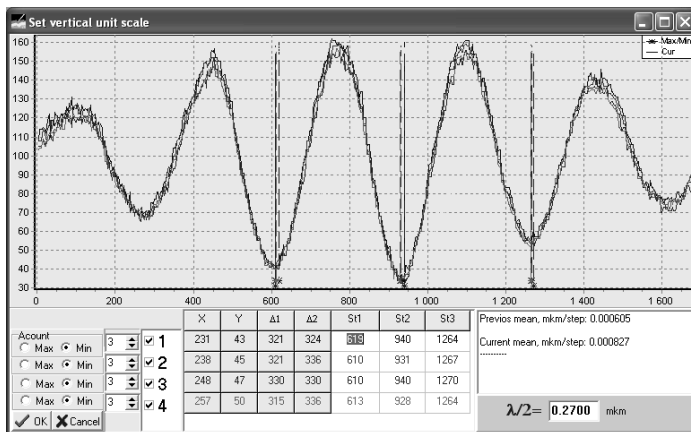 Set vertical unit scale
Max/Min
Cur
160
150
140
130
120
110
100
90
80
70
60
50
40
30
0 200 400 600 800 1 000 1 200 1 400 1 600
Acount
Max Min 3 1
Max Min 3 2
Max Min 3 3
Max Min 3 4
OK Cancel
X Y Δ1 Δ2 St1 St2 St3
231 43 321 324 619 940 1264
238 45 321 336 610 931 1267
248 47 330 330 610 940 1270
257 50 315 336 613 928 1264
Previos mean, mkm/step: 0.000605
Current mean, mkm/step: 0.000827
----------
λ/2= 0.2700 mkm